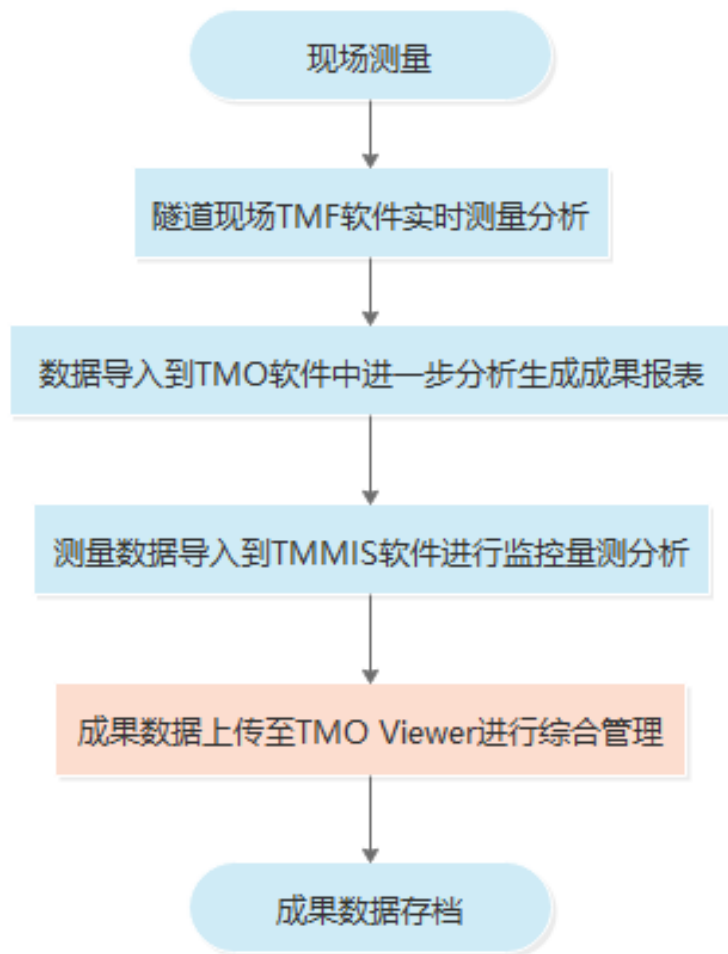 现场测量
隧道现场TMF软件实时测量分析
数据导入到TMO软件中进一步分析生成成果报表
测量数据导入到TMMIS软件进行监控量测分析
成果数据上传至TMO Viewer进行综合管理
成果数据存档